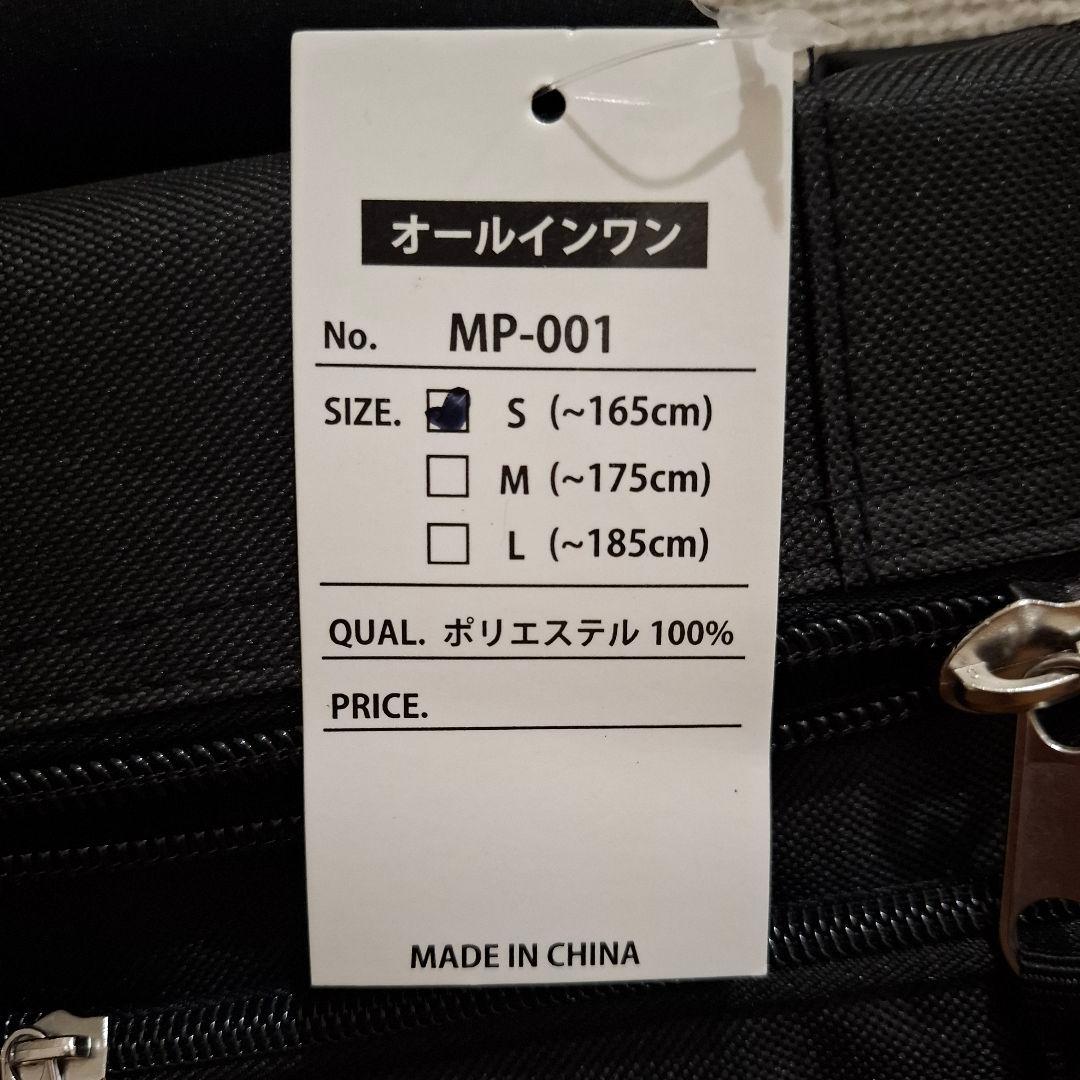 オールインワン
No. MP-001
SIZE. S (~165cm)
M (~175cm)
L (~185cm)
QUAL. ポリエステル 100%
PRICE.
MADE IN CHINA